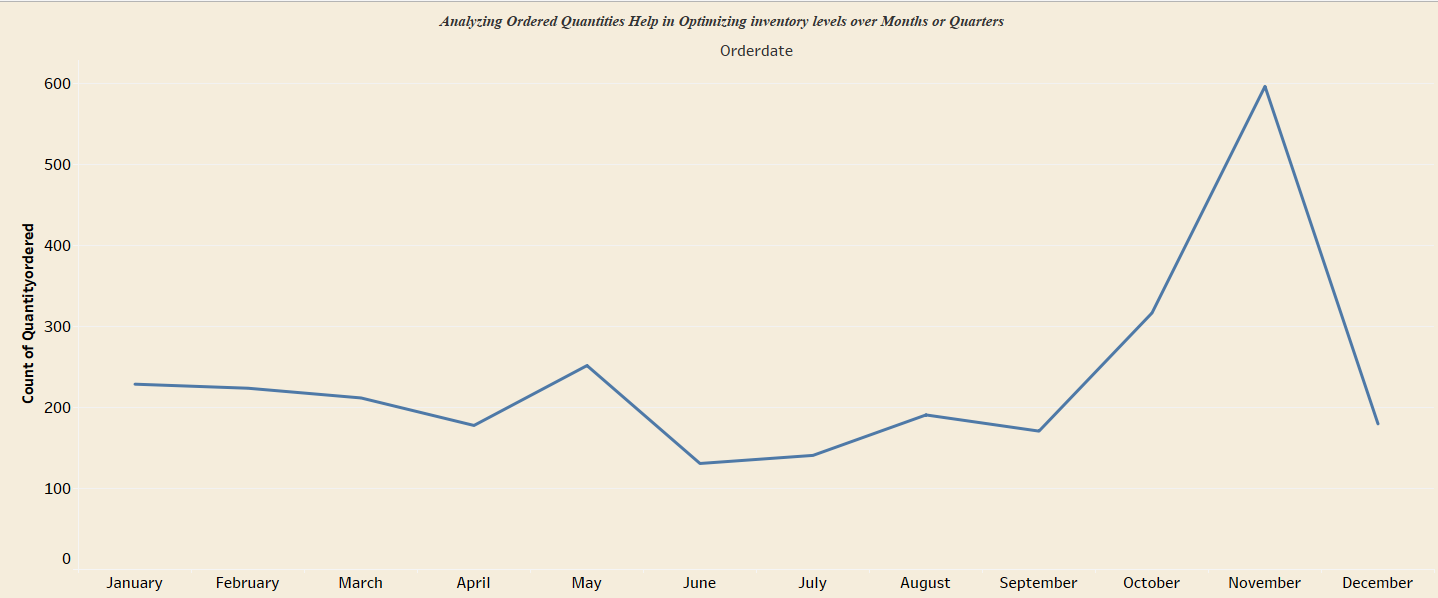 Analyzing Ordered Quantities Help in Optimizing inventory levels over Months or Quarters
Orderdate
600
500
400
300
200
100
0
Count of Quantityordered
January February March April May June July August September October November December